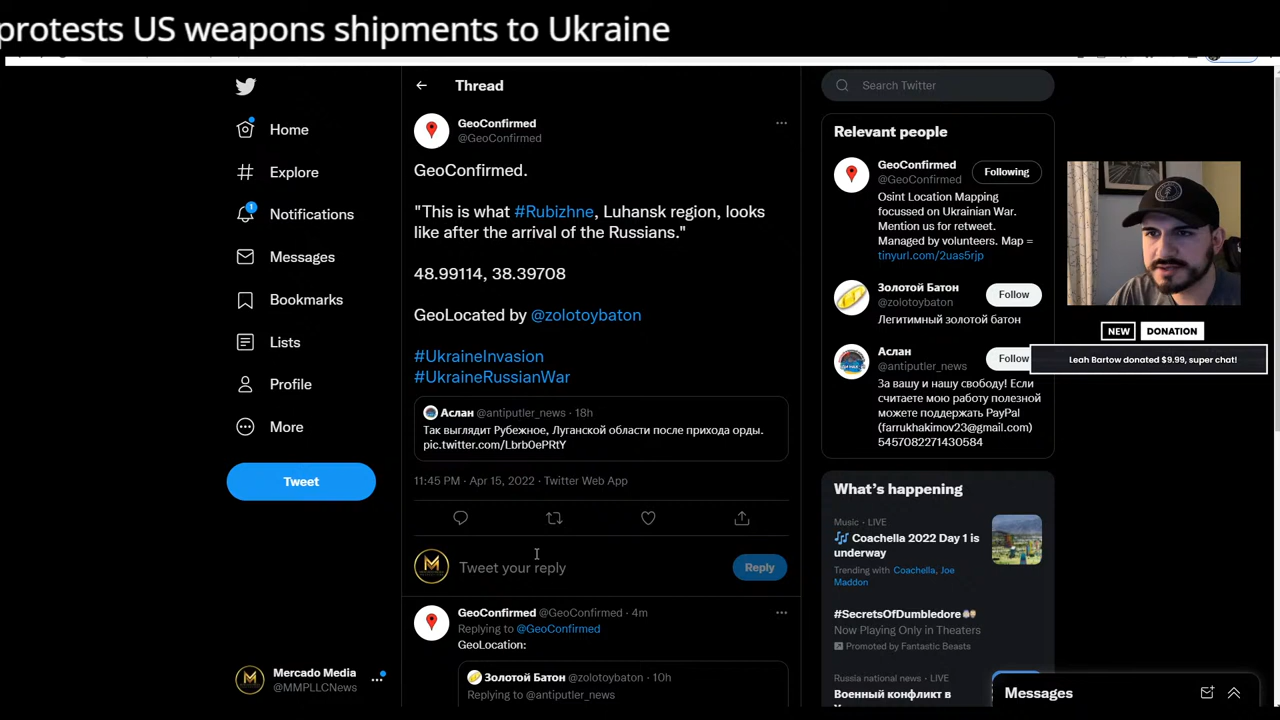 protests US weapons shipments to Ukraine
Home
Explore
1
Notifications
Messages
Bookmarks
Lists
Profile
More
Tweet
Mercado Media
@MMPLLCNews
Thread
GeoConfirmed
@GeoConfirmed
GeoConfirmed.
"This is what #Rubizhne, Luhansk region, looks
like after the arrival of the Russians."
48.99114, 38.39708
GeoLocated by @zolotoybaton
#UkraineInvasion
#UkraineRussianWar
Аслан @antiputler_news · 18h
Так выглядит Рубежное, Луганской области после прихода орды.
pic.twitter.com/LbrbOePRtY
11:45 PM · Apr 15, 2022 · Twitter Web App
Tweet your reply
Reply
GeoConfirmed @GeoConfirmed · 4m
Replying to @GeoConfirmed
GeoLocation:
Золотой Батон @zolotoybaton · 10h
Replying to @antiputler_news
Search Twitter
Relevant people
GeoConfirmed
@GeoConfirmed
Following
Osint Location Mapping
focussed on Ukrainian War.
Mention us for retweet.
Managed by volunteers. Map =
tinyurl.com/2uas5rjp
Золотой Батон
@zolotoybaton
Follow
Легитимный золотой батон
Аслан
@antiputler_news
Follow
За вашу и нашу свободу! Если
считаете мою работу полезной
можете поддержать PayPal
(farrukhakimov23@gmail.com)
5457082271430584
What's happening
Music · LIVE
Coachella 2022 Day 1 is
underway
Trending with Coachella, Joe
Maddon
#SecretsOfDumbledore
Now Playing Only in Theaters
Promoted by Fantastic Beasts
Russia national news · LIVE
Военный конфликт в
Messages
NEW DONATION
Leah Bartow donated $9.99, super chat!